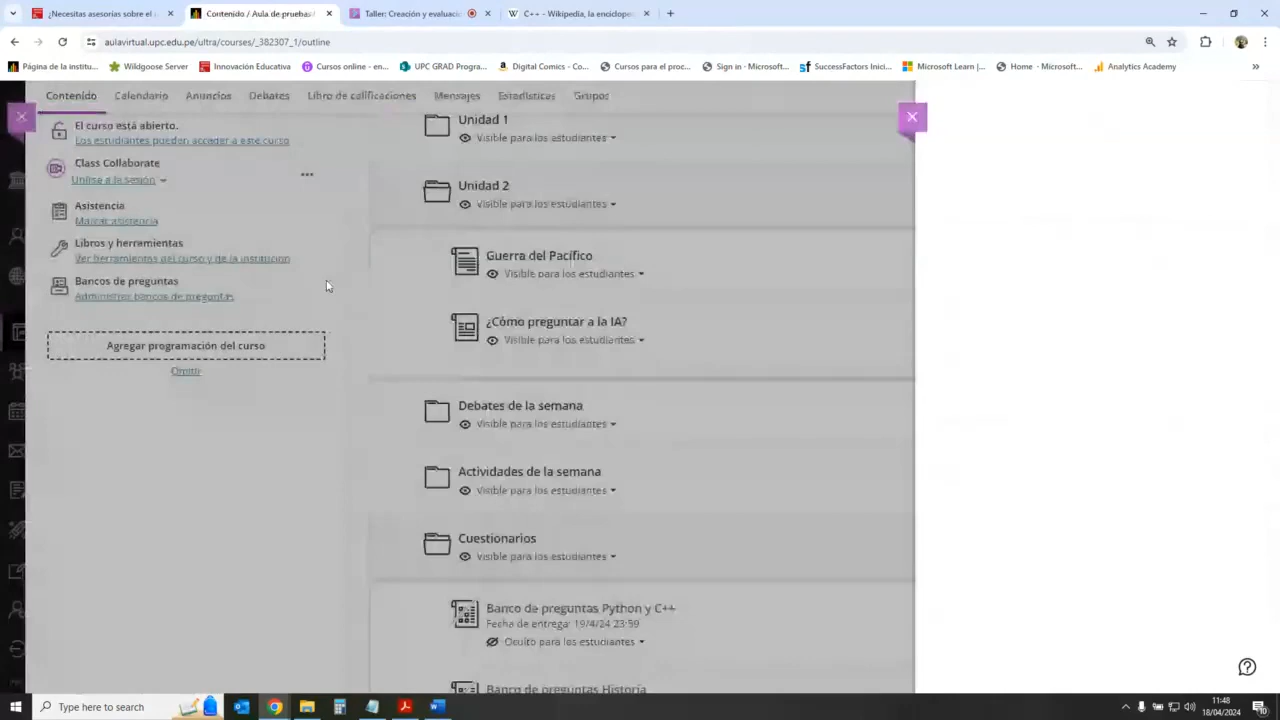 ¿Necesitas asesorías sobre el u
Contenido / Aula de pruebas
Taller: Creación y evaluació
C++ - Wikipedia, la enciclope
aulavirtual.upc.edu.pe/ultra/courses/_382307_1/outline
Página de la institu...
Wildgoose Server
Innovación Educativa
Cursos online - en...
UPC GRAD Progra...
Digital Comics - Co...
Cursos para el proc...
Sign in - Microsoft...
SuccessFactors Inici...
Microsoft Learn |...
Home · Microsoft...
Analytics Academy
Contenido
Calendario
Anuncios
Debates
Libro de calificaciones
Mensajes
Estadísticas
Grupos
El curso está abierto.
Los estudiantes pueden acceder a este curso
Class Collaborate
Unirse a la sesión
Asistencia
Marcar asistencia
Libros y herramientas
Ver herramientas del curso y de la institución
Bancos de preguntas
Administrar bancos de preguntas
Agregar programación del curso
Omitir
Unidad 1
Visible para los estudiantes
Unidad 2
Visible para los estudiantes
Guerra del Pacífico
Visible para los estudiantes
¿Cómo preguntar a la IA?
Visible para los estudiantes
Debates de la semana
Visible para los estudiantes
Actividades de la semana
Visible para los estudiantes
Cuestionarios
Visible para los estudiantes
Banco de preguntas Python y C++
Fecha de entrega: 19/4/24 23:59
Oculto para los estudiantes
Banco de preguntas Historia
Type here to search
11:48
18/04/2024